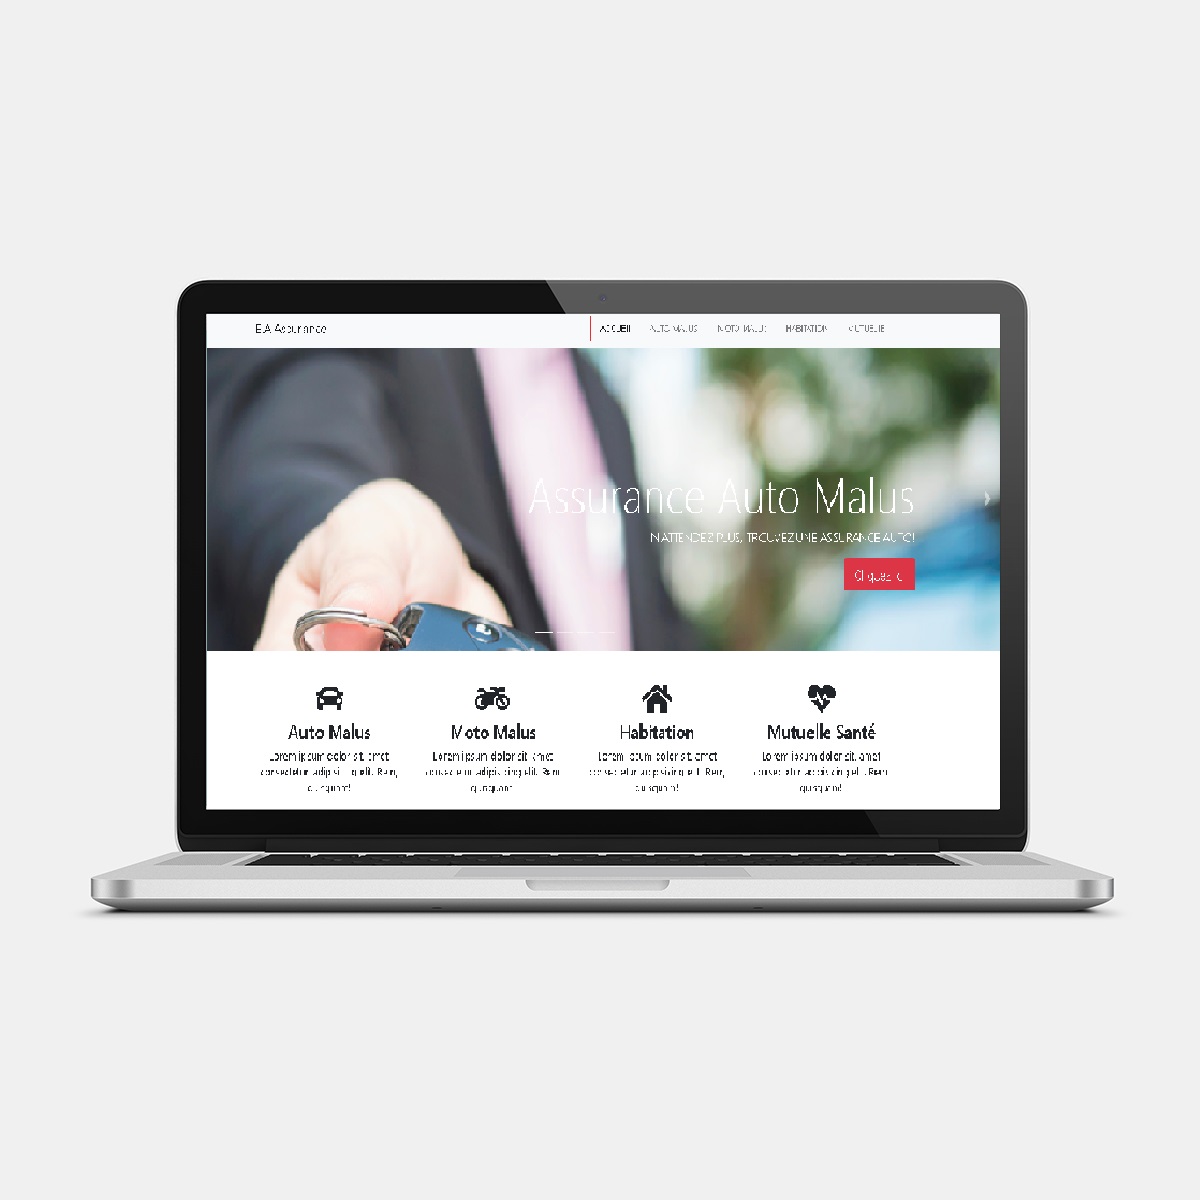 E.A Assurance
ACCUEIL AUTO MALUS MOTO MALUS HABITATION MUTUELLE
Assurance Auto Malus
N'ATTENDEZ PLUS, TROUVEZ UNE ASSURANCE AUTO!
Cliquez ici
Auto Malus Moto Malus Habitation Mutuelle Santé
Lorem ipsum dolor sit, amet
consectetur adipisicing elit. Rem,
quisquam!
Lorem ipsum dolor sit, amet
consectetur adipisicing elit. Rem,
quisquam!
Lorem ipsum dolor sit, amet
consectetur adipisicing elit. Rem,
quisquam!
Lorem ipsum dolor sit, amet
consectetur adipisicing elit. Rem,
quisquam!